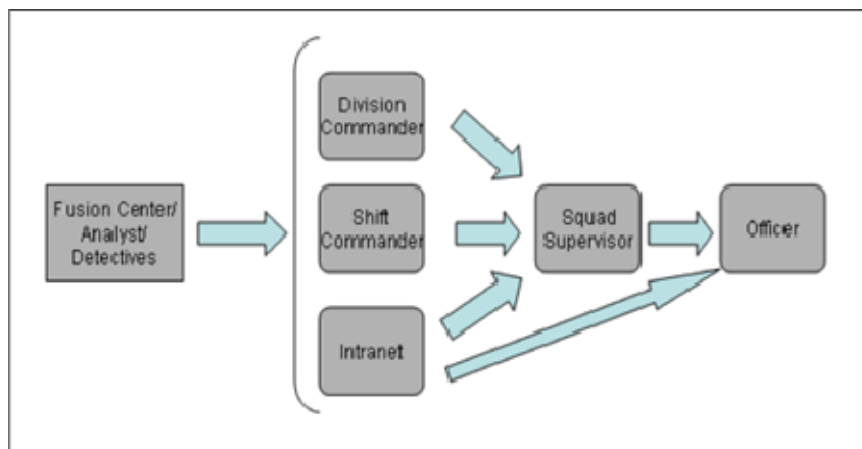 Fusion Center/
Analyst/
Detectives
Division
Commander
Shift
Commander
Intranet
Squad
Supervisor
Officer